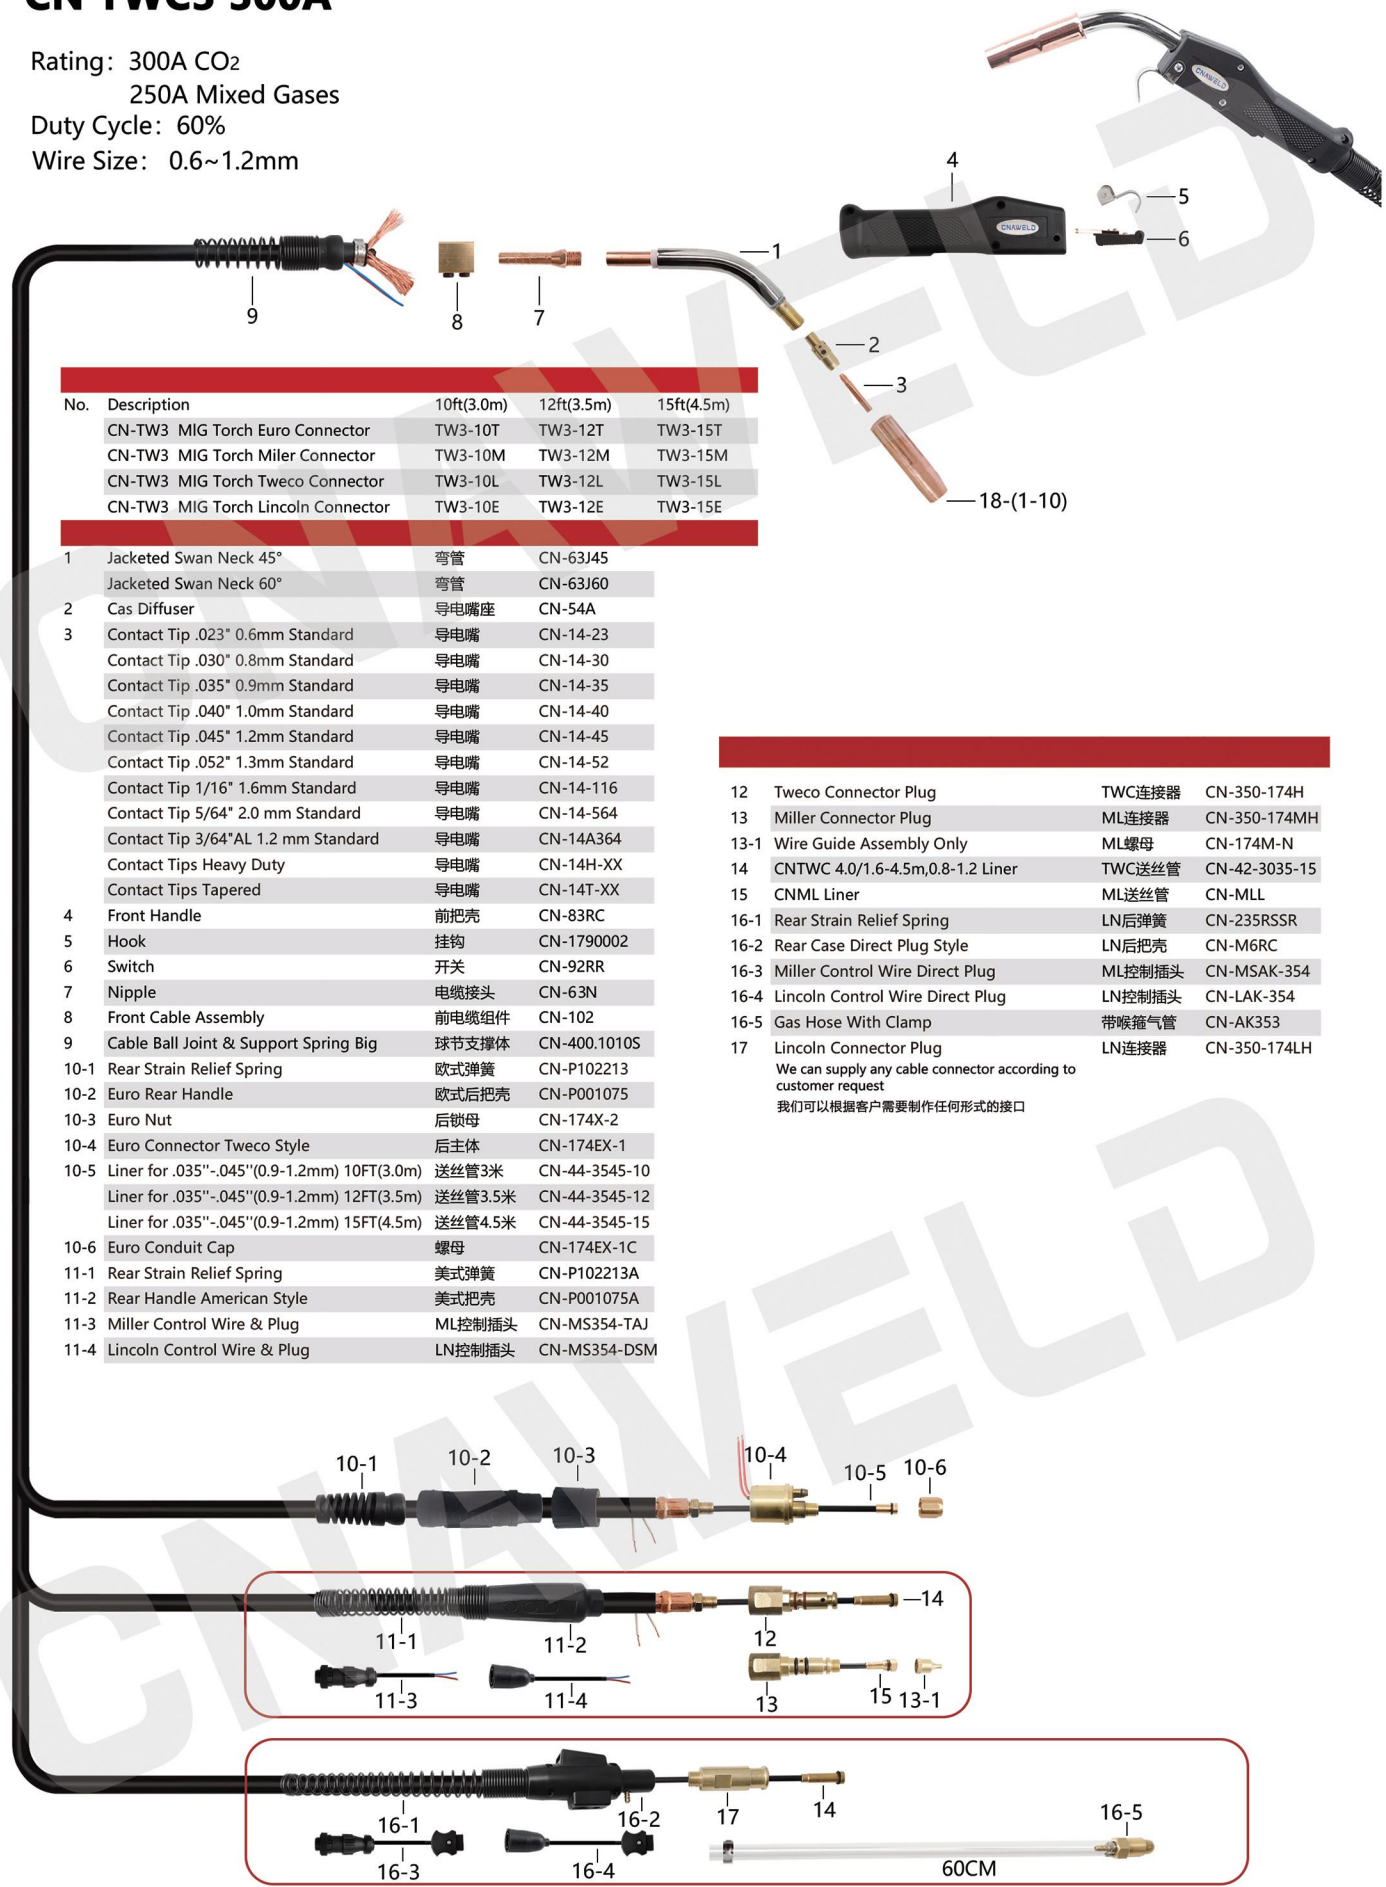 CN-TWC3-300A
Rating: 300A CO2
250A Mixed Gases
Duty Cycle: 60%
Wire Size: 0.6~1.2mm
CNAWELD
4
5
CNAWELD
6
1
9
8
7
2
3
18-(1-10)
No. Description 10ft(3.0m) 12ft(3.5m) 15ft(4.5m)
CN-TW3 MIG Torch Euro Connector TW3-10T TW3-12T TW3-15T
CN-TW3 MIG Torch Miler Connector TW3-10M TW3-12M TW3-15M
CN-TW3 MIG Torch Tweco Connector TW3-10L TW3-12L TW3-15L
CN-TW3 MIG Torch Lincoln Connector TW3-10E TW3-12E TW3-15E
1 Jacketed Swan Neck 45° 弯管 CN-63J45
Jacketed Swan Neck 60° 弯管 CN-63J60
2 Cas Diffuser 导电嘴座 CN-54A
3 Contact Tip .023" 0.6mm Standard 导电嘴 CN-14-23
Contact Tip .030" 0.8mm Standard 导电嘴 CN-14-30
Contact Tip .035" 0.9mm Standard 导电嘴 CN-14-35
Contact Tip .040" 1.0mm Standard 导电嘴 CN-14-40
Contact Tip .045" 1.2mm Standard 导电嘴 CN-14-45
Contact Tip .052" 1.3mm Standard 导电嘴 CN-14-52
Contact Tip 1/16" 1.6mm Standard 导电嘴 CN-14-116
Contact Tip 5/64" 2.0 mm Standard 导电嘴 CN-14-564
Contact Tip 3/64"AL 1.2 mm Standard 导电嘴 CN-14A364
Contact Tips Heavy Duty 导电嘴 CN-14H-XX
Contact Tips Tapered 导电嘴 CN-14T-XX
4 Front Handle 前把壳 CN-83RC
5 Hook 挂钩 CN-1790002
6 Switch 开关 CN-92RR
7 Nipple 电缆接头 CN-63N
8 Front Cable Assembly 前电缆组件 CN-102
9 Cable Ball Joint & Support Spring Big 球节支撑体 CN-400.1010S
10-1 Rear Strain Relief Spring 欧式弹簧 CN-P102213
10-2 Euro Rear Handle 欧式后把壳 CN-P001075
10-3 Euro Nut 后锁母 CN-174X-2
10-4 Euro Connector Tweco Style 后主体 CN-174EX-1
10-5 Liner for .035''-.045''(0.9-1.2mm) 10FT(3.0m) 送丝管3米 CN-44-3545-10
Liner for .035''-.045''(0.9-1.2mm) 12FT(3.5m) 送丝管3.5米 CN-44-3545-12
Liner for .035''-.045''(0.9-1.2mm) 15FT(4.5m) 送丝管4.5米 CN-44-3545-15
10-6 Euro Conduit Cap 螺母 CN-174EX-1C
11-1 Rear Strain Relief Spring 美式弹簧 CN-P102213A
11-2 Rear Handle American Style 美式把壳 CN-P001075A
11-3 Miller Control Wire & Plug ML控制插头 CN-MS354-TAJ
11-4 Lincoln Control Wire & Plug LN控制插头 CN-MS354-DSM
12 Tweco Connector Plug TWC连接器 CN-350-174H
13 Miller Connector Plug ML连接器 CN-350-174MH
13-1 Wire Guide Assembly Only ML螺母 CN-174M-N
14 CNTWC 4.0/1.6-4.5m,0.8-1.2 Liner TWC送丝管 CN-42-3035-15
15 CNML Liner ML送丝管 CN-MLL
16-1 Rear Strain Relief Spring LN后弹簧 CN-235RSSR
16-2 Rear Case Direct Plug Style LN后把壳 CN-M6RC
16-3 Miller Control Wire Direct Plug ML控制插头 CN-MSAK-354
16-4 Lincoln Control Wire Direct Plug LN控制插头 CN-LAK-354
16-5 Gas Hose With Clamp 带喉箍气管 CN-AK353
17 Lincoln Connector Plug LN连接器 CN-350-174LH
We can supply any cable connector according to
customer request
我们可以根据客户需要制作任何形式的接口
CNAWELD
CNAWELD
10-1 10-2 10-3 10-4 10-5 10-6
11-1 11-2 12 14
11-3 11-4 13 15 13-1
16-1 16-2 17 14 16-5
16-3 16-4 60CM